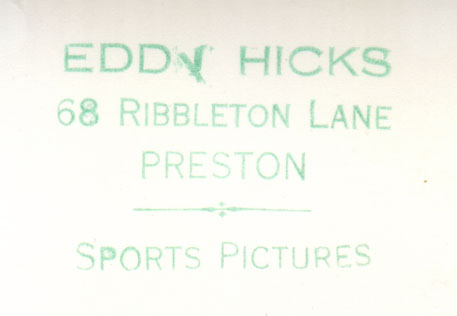 EDDY HICKS
68 RIBBLETON LANE
PRESTON
SPORTS PICTURES